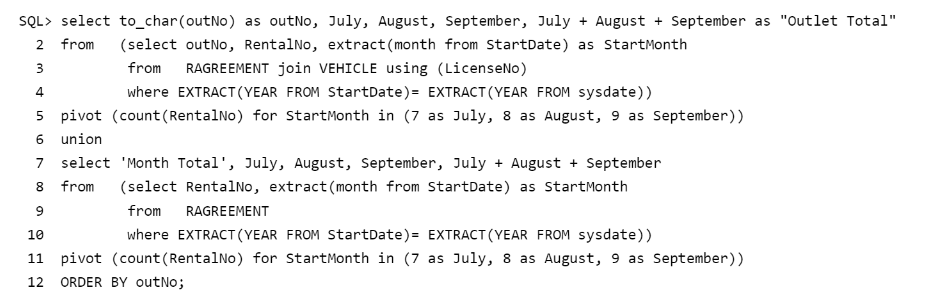 SQL> select to_char(outNo) as outNo, July, August, September, July + August + September as "Outlet Total"
2 from (select outNo, RentalNo, extract(month from StartDate) as StartMonth
3 from RAGREEMENT join VEHICLE using (LicenseNo)
4 where EXTRACT(YEAR FROM StartDate)= EXTRACT(YEAR FROM sysdate))
5 pivot (count(RentalNo) for StartMonth in (7 as July, 8 as August, 9 as September))
6 union
7 select 'Month Total', July, August, September, July + August + September
8 from (select RentalNo, extract(month from StartDate) as StartMonth
9 from RAGREEMENT
10 where EXTRACT(YEAR FROM StartDate)= EXTRACT(YEAR FROM sysdate))
11 pivot (count(RentalNo) for StartMonth in (7 as July, 8 as August, 9 as September))
12 ORDER BY outNo;